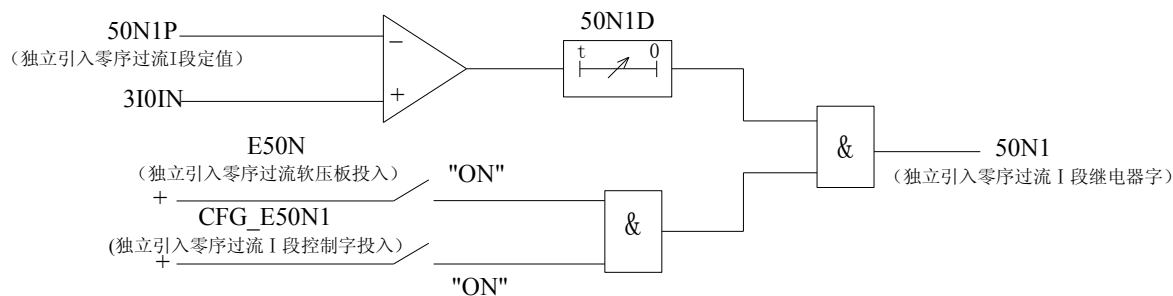 50N1P
（独立引入零序过流I段定值）
50N1D
t 0
−
+
3I0IN
E50N
（独立引入零序过流软压板投入）
"ON"
+
CFG_E50N1
(独立引入零序过流Ⅰ段控制字投入）
+
"ON"
&
&
50N1
（独立引入零序过流Ⅰ段继电器字）